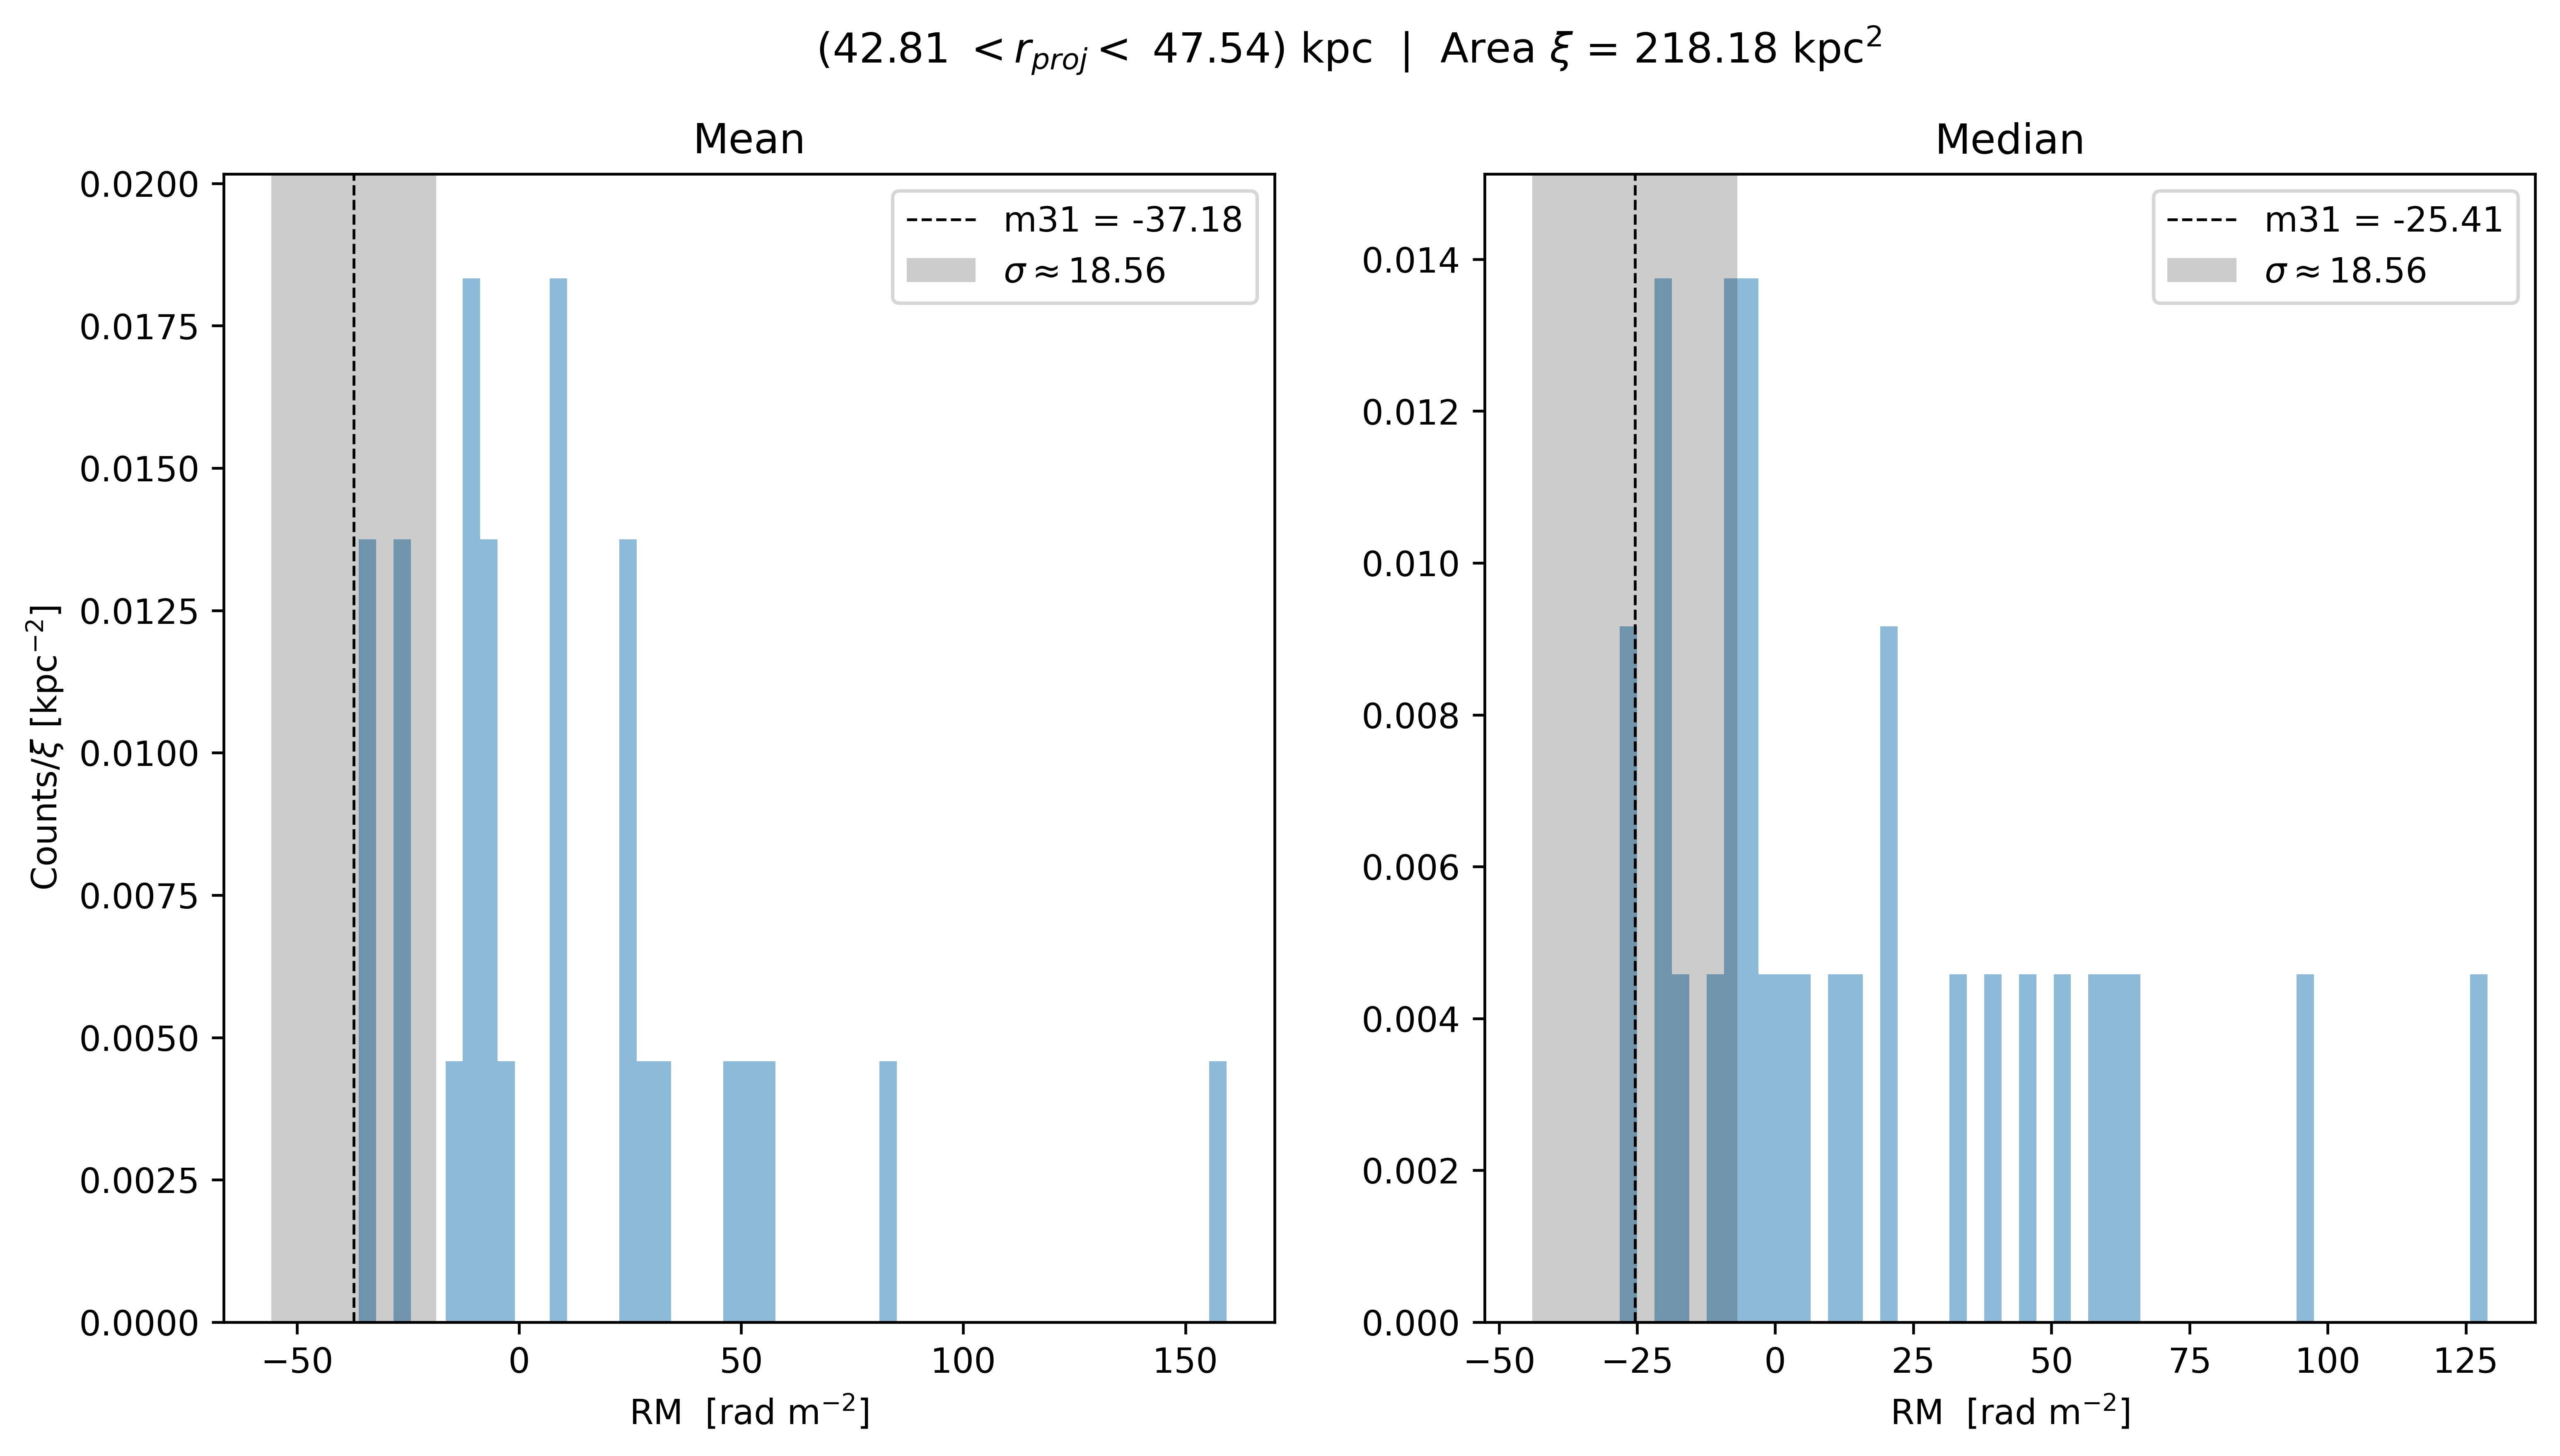 (42.81 < r_proj < 47.54) kpc | Area ξ = 218.18 kpc²
Mean
0.0200
0.0175
0.0150
0.0125
0.0100
0.0075
0.0050
0.0025
0.0000
Counts/ξ [kpc⁻²]
m31 = -37.18
σ ≈ 18.56
−50 0 50 100 150
RM [rad m⁻²]
Median
0.014
0.012
0.010
0.008
0.006
0.004
0.002
0.000
m31 = -25.41
σ ≈ 18.56
−50 −25 0 25 50 75 100 125
RM [rad m⁻²]